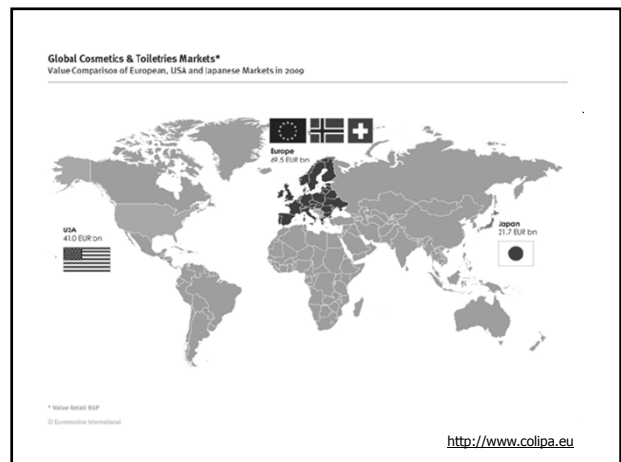 Global Cosmetics & Toiletries Markets*
Value Comparison of European, USA and Japanese Markets in 2009
Europe
69.5 EUR bn
USA
41.0 EUR bn
Japan
21.7 EUR bn
* Value Retail RSP
© Euromonitor International
http://www.colipa.eu